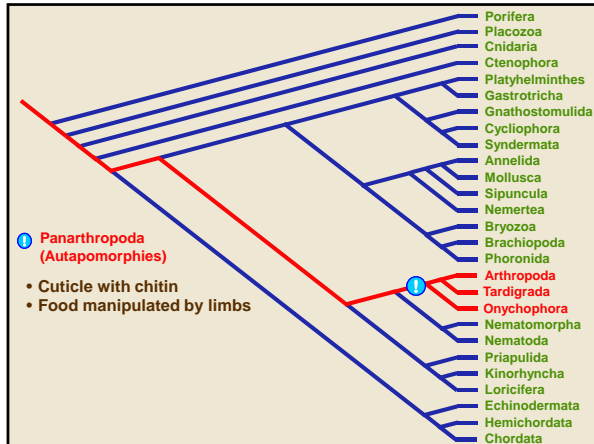 Porifera
Placozoa
Cnidaria
Ctenophora
Platyhelminthes
Gastrotricha
Gnathostomulida
Cycliophora
Syndermata
Annelida
Mollusca
Sipuncula
Nemertea
Bryozoa
Brachiopoda
Phoronida
Arthropoda
Tardigrada
Onychophora
Nematomorpha
Nematoda
Priapulida
Kinorhyncha
Loricifera
Echinodermata
Hemichordata
Chordata
! Panarthropoda
(Autapomorphies)
• Cuticle with chitin
• Food manipulated by limbs
!